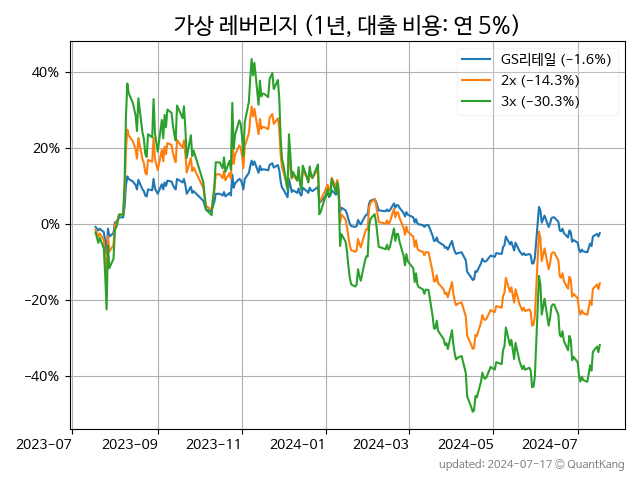 가상 레버리지 (1년, 대출 비용: 연 5%)
GS리테일 (−1.6%)
2x (−14.3%)
3x (−30.3%)
40%
20%
0%
−20%
−40%
2023-07 2023-09 2023-11 2024-01 2024-03 2024-05 2024-07
updated: 2024-07-17 © QuantKang